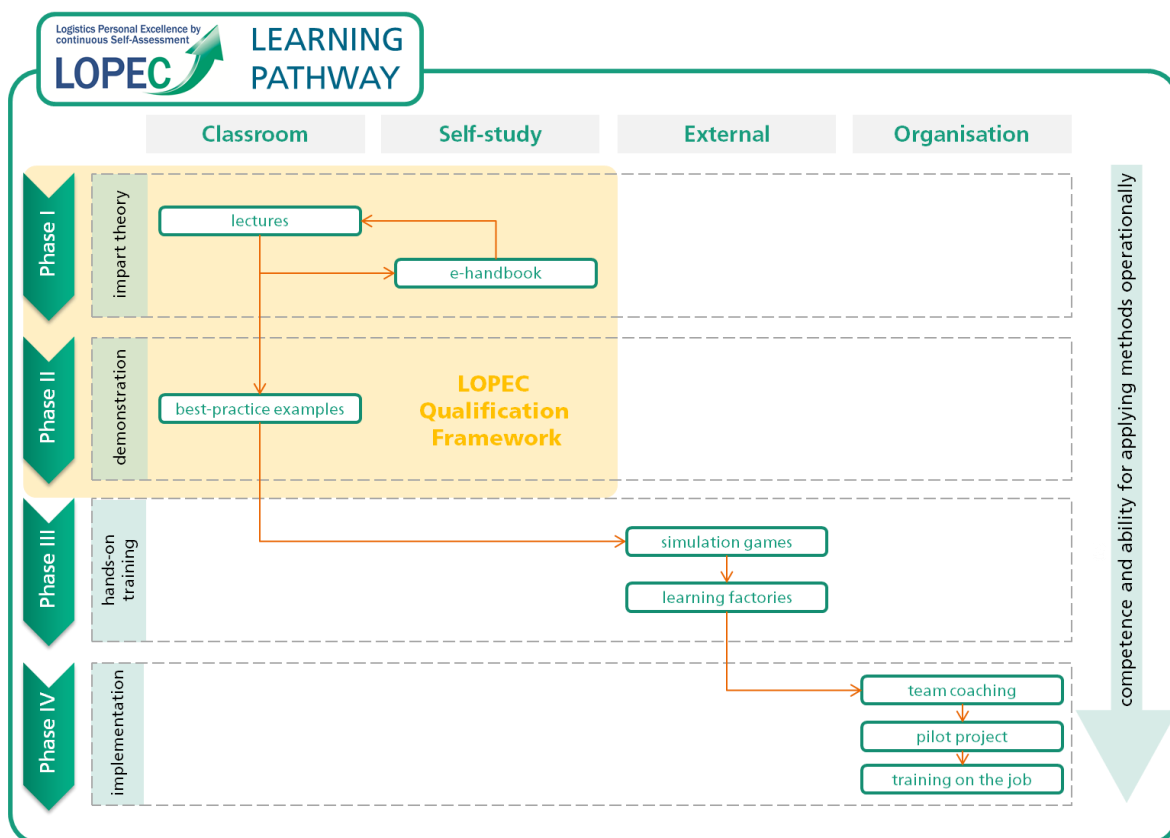 Logistics Personal Excellence by
continuous Self-Assessment
LOPEC
LEARNING
PATHWAY
Classroom
Self-study
External
Organisation
Phase I
impart theory
lectures
e-handbook
Phase II
demonstration
best-practice examples
LOPEC
Qualification
Framework
Phase III
hands-on
training
simulation games
learning factories
Phase IV
implementation
team coaching
pilot project
training on the job
competence and ability for applying methods operationally